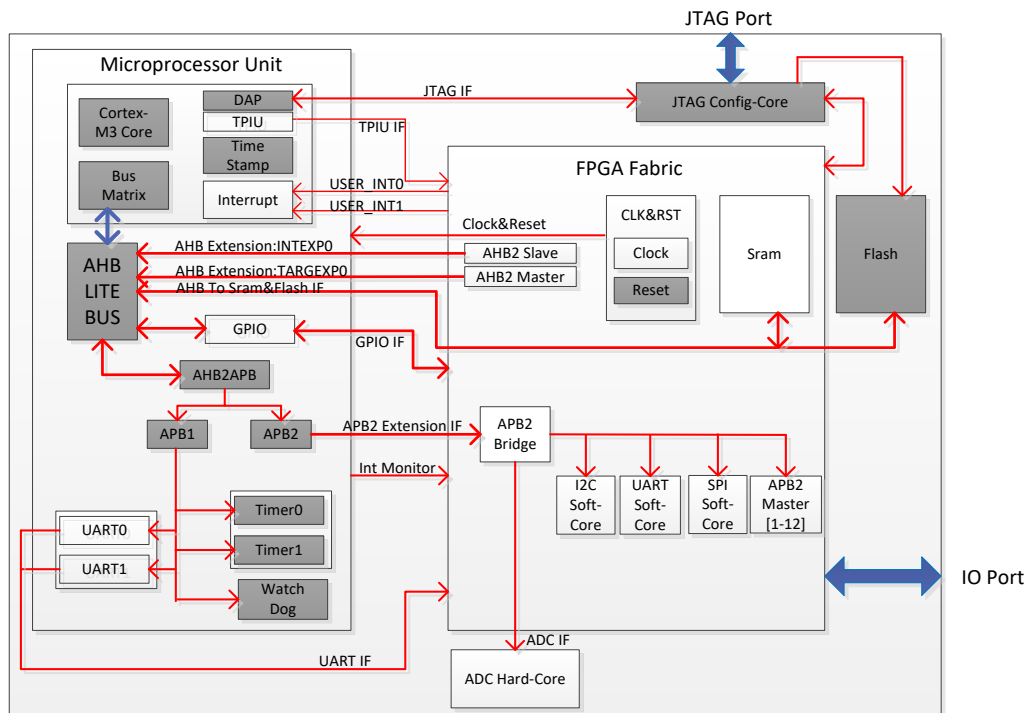 JTAG Port
Microprocessor Unit
Cortex-
M3 Core
Bus
Matrix
DAP
TPIU
Time
Stamp
Interrupt
JTAG IF
TPIU IF
USER_INT0
USER_INT1
JTAG Config-Core
FPGA Fabric
Clock&Reset
CLK&RST
Clock
Reset
Sram
Flash
AHB
LITE
BUS
AHB Extension:INTEXP0
AHB Extension:TARGEXP0
AHB To Sram&Flash IF
AHB2 Slave
AHB2 Master
GPIO
GPIO IF
AHB2APB
APB1
APB2
APB2 Extension IF
APB2
Bridge
Int Monitor
I2C
Soft-
Core
UART
Soft-
Core
SPI
Soft-
Core
APB2
Master
[1-12]
UART0
UART1
Timer0
Timer1
Watch
Dog
IO Port
UART IF
ADC IF
ADC Hard-Core